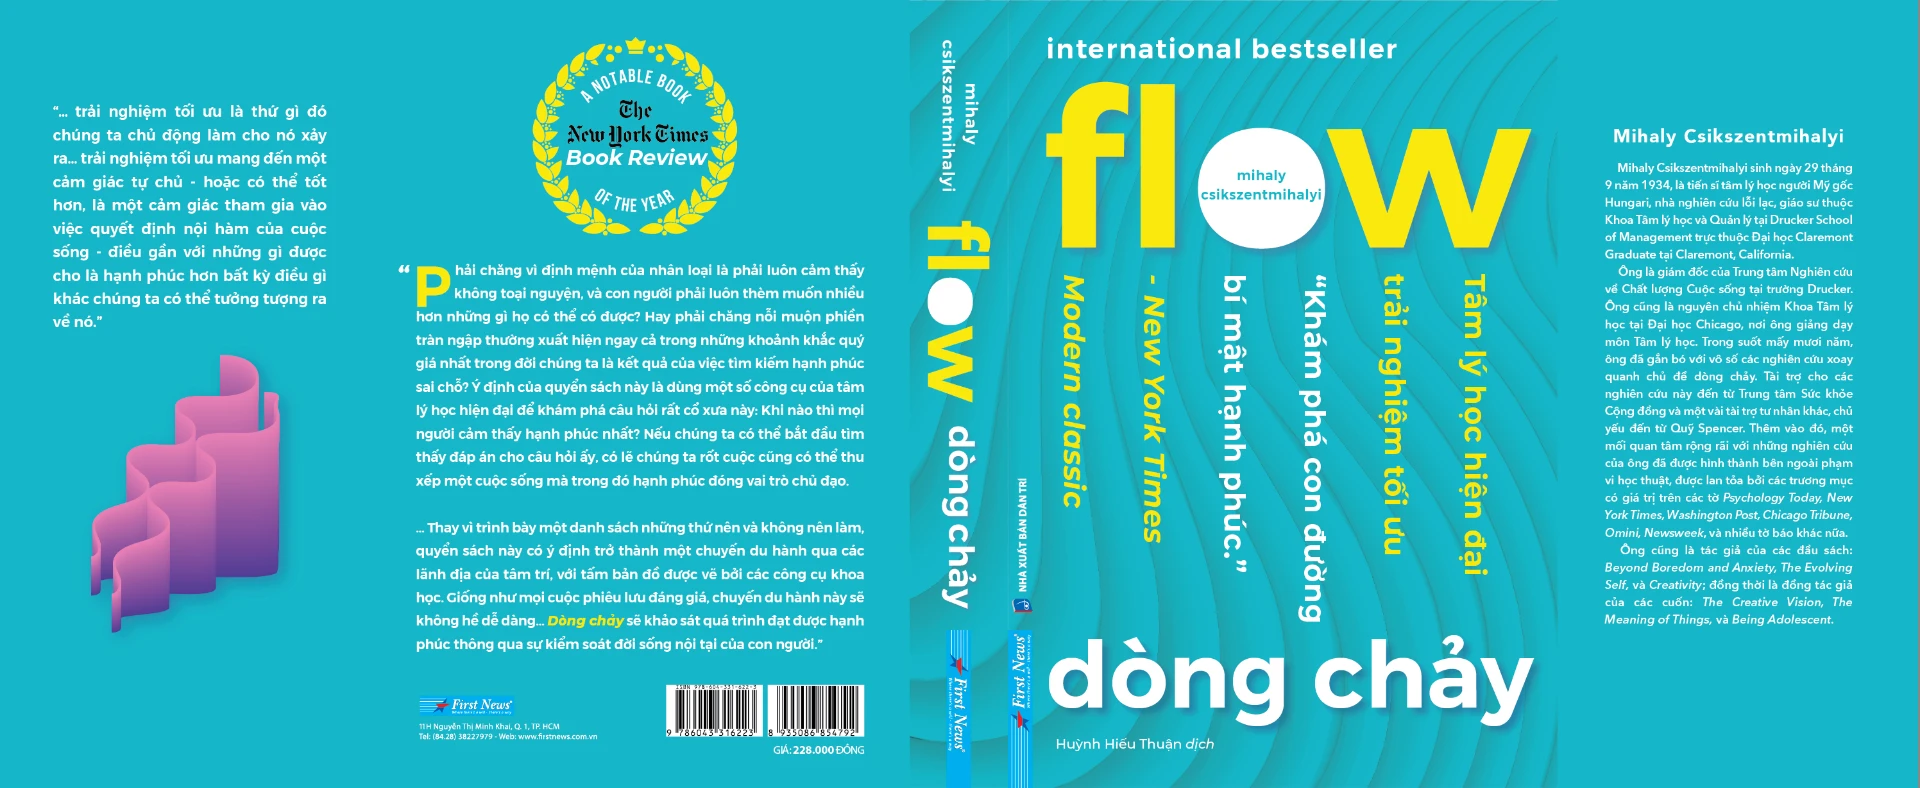 “... trải nghiệm tối ưu là thứ gì đó
chúng ta chủ động làm cho nó xảy
ra... trải nghiệm tối ưu mang đến một
cảm giác tự chủ - hoặc có thể tốt
hơn, là một cảm giác tham gia vào
việc quyết định nội hàm của cuộc
sống - điều gần với những gì được
cho là hạnh phúc hơn bất kỳ điều gì
khác chúng ta có thể tưởng tượng ra
về nó.”
A NOTABLE BOOK
The
New York Times
Book Review
OF THE YEAR
“Phải chăng vì định mệnh của nhân loại là phải luôn cảm thấy
không toại nguyện, và con người phải luôn thèm muốn nhiều
hơn những gì họ có thể có được? Hay phải chăng nỗi muộn phiền
tràn ngập thường xuất hiện ngay cả trong những khoảnh khắc quý
giá nhất trong đời chúng ta là kết quả của việc tìm kiếm hạnh phúc
sai chỗ? Ý định của quyển sách này là dùng một số công cụ của tâm
lý học hiện đại để khám phá câu hỏi rất cổ xưa này: Khi nào thì mọi
người cảm thấy hạnh phúc nhất? Nếu chúng ta có thể bắt đầu tìm
thấy đáp án cho câu hỏi ấy, có lẽ chúng ta rốt cuộc cũng có thể thu
xếp một cuộc sống mà trong đó hạnh phúc đóng vai trò chủ đạo.
... Thay vì trình bày một danh sách những thứ nên và không nên làm,
quyển sách này có ý định trở thành một chuyến du hành qua các
lãnh địa của tâm trí, với tấm bản đồ được vẽ bởi các công cụ khoa
học. Giống như mọi cuộc phiêu lưu đáng giá, chuyến du hành này sẽ
không hề dễ dàng... Dòng chảy sẽ khảo sát quá trình đạt được hạnh
phúc thông qua sự kiểm soát đời sống nội tại của con người.”
First News
11H Nguyễn Thị Minh Khai, Q. 1, TP. HCM
Tel: (84.28) 38227979 - Web: www.firstnews.com.vn
ISBN 978-604-331-622-3
9 786043 316223
8 935086 854792
GIÁ: 228.000 ĐỒNG
mihaly
csikszentmihalyi
flow
dòng chảy
First News
NHÀ XUẤT BẢN DÂN TRÍ
First News
international bestseller
flow
mihaly
csikszentmihalyi
Tâm lý học hiện đại
trải nghiệm tối ưu
“Khám phá con đường
bí mật hạnh phúc.”
- New York Times
Modern classic
dòng chảy
Huỳnh Hiếu Thuận dịch
Mihaly Csikszentmihalyi
Mihaly Csikszentmihalyi sinh ngày 29 tháng
9 năm 1934, là tiến sí tâm lý học người Mỹ gốc
Hungari, nhà nghiên cứu lỗi lạc, giáo sư thuộc
Khoa Tâm lý học và Quản lý tại Drucker School
of Management trực thuộc Đại học Claremont
Graduate tại Claremont, California.
Ông là giám đốc của Trung tâm Nghiên cứu
về Chất lượng Cuộc sống tại trường Drucker.
Ông cũng là nguyên chủ nhiệm Khoa Tâm lý
học tại Đại học Chicago, nơi ông giảng dạy
môn Tâm lý học. Trong suốt mấy mươi năm,
ông đã gắn bó với vô số các nghiên cứu xoay
quanh chủ đề dòng chảy. Tài trợ cho các
nghiên cứu này đến từ Trung tâm Sức khỏe
Cộng đồng và một vài tài trợ tư nhân khác, chủ
yếu đến từ Quỹ Spencer. Thêm vào đó, một
mối quan tâm rộng rãi với những nghiên cứu
của ông đã được hình thành bên ngoài phạm
vi học thuật, được lan tỏa bởi các trương mục
có giá trị trên các tờ Psychology Today, New
York Times, Washington Post, Chicago Tribune,
Omini, Newsweek, và nhiều tờ báo khác nữa.
Ông cũng là tác giả của các đầu sách:
Beyond Boredom and Anxiety, The Evolving
Self, và Creativity; đồng thời là đồng tác giả
của các cuốn: The Creative Vision, The
Meaning of Things, và Being Adolescent.